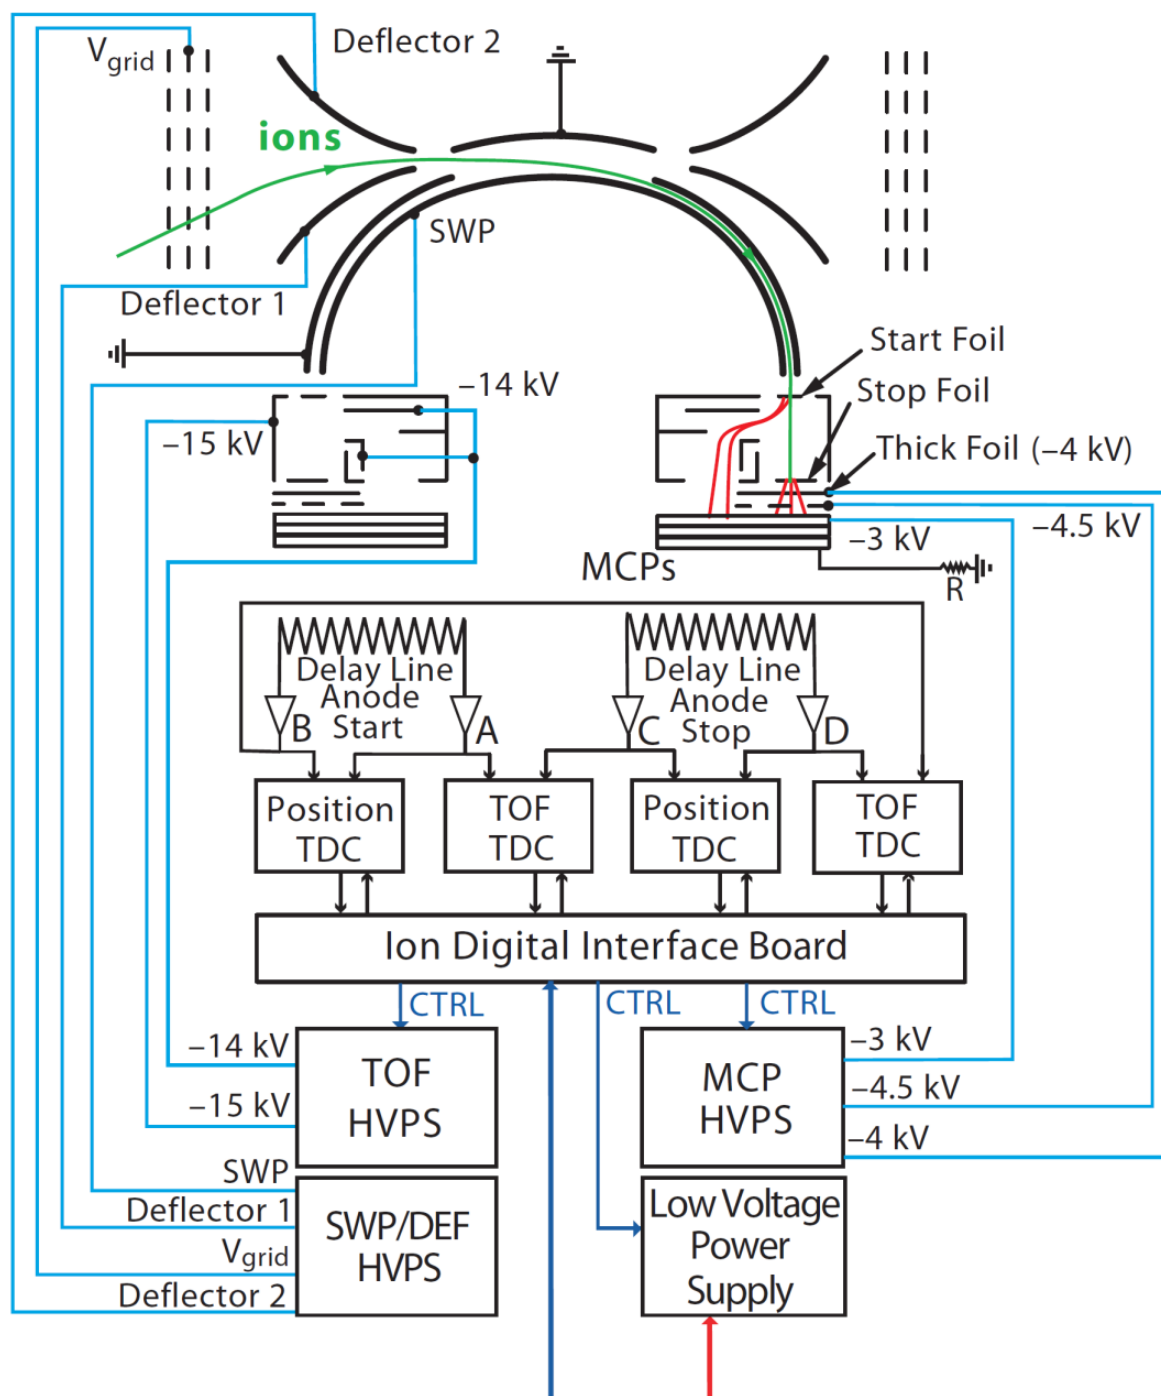 Deflector 2
Vgrid
ions
SWP
Deflector 1
Start Foil
–14 kV
Stop Foil
–15 kV
Thick Foil (–4 kV)
–4.5 kV
–3 kV
MCPs
R
Delay Line
Anode
Start
Delay Line
Anode
Stop
B
A
C
D
Position
TDC
TOF
TDC
Position
TDC
TOF
TDC
Ion Digital Interface Board
CTRL
CTRL
CTRL
–14 kV
–15 kV
TOF
HVPS
MCP
HVPS
–3 kV
–4.5 kV
–4 kV
SWP
Deflector 1
Vgrid
Deflector 2
SWP/DEF
HVPS
Low Voltage
Power
Supply